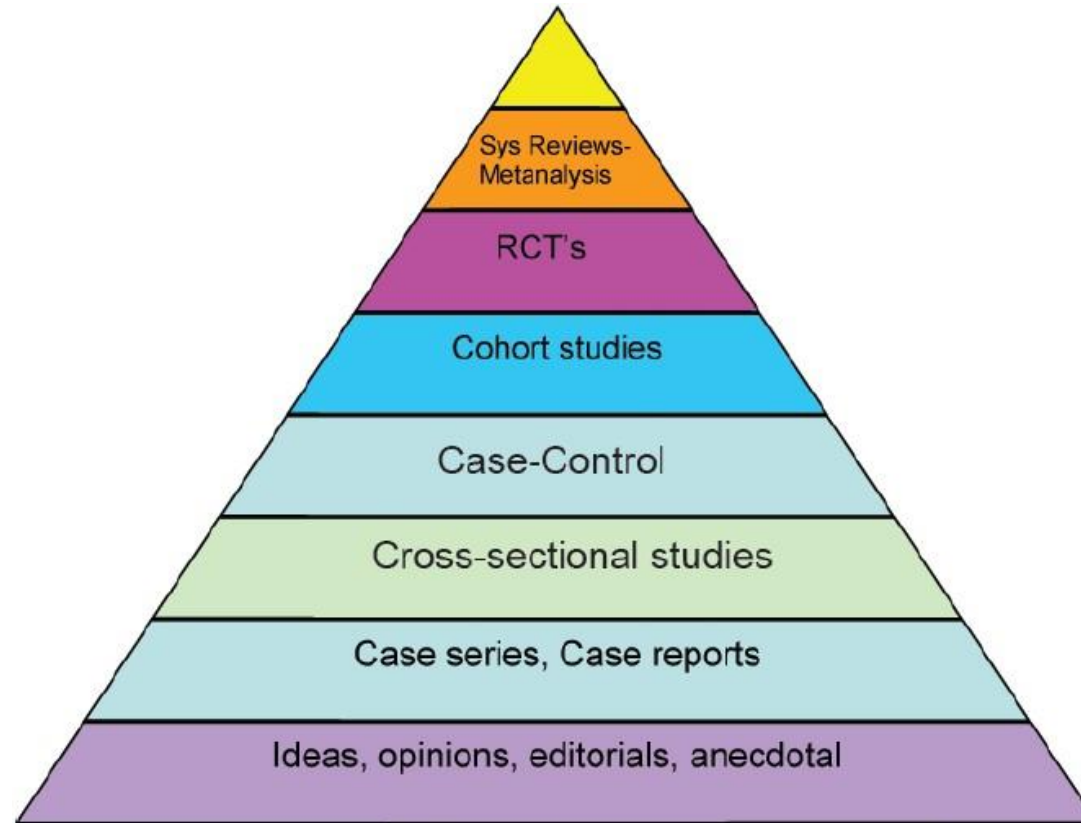 Sys Reviews-
Metanalysis
RCT's
Cohort studies
Case-Control
Cross-sectional studies
Case series, Case reports
Ideas, opinions, editorials, anecdotal